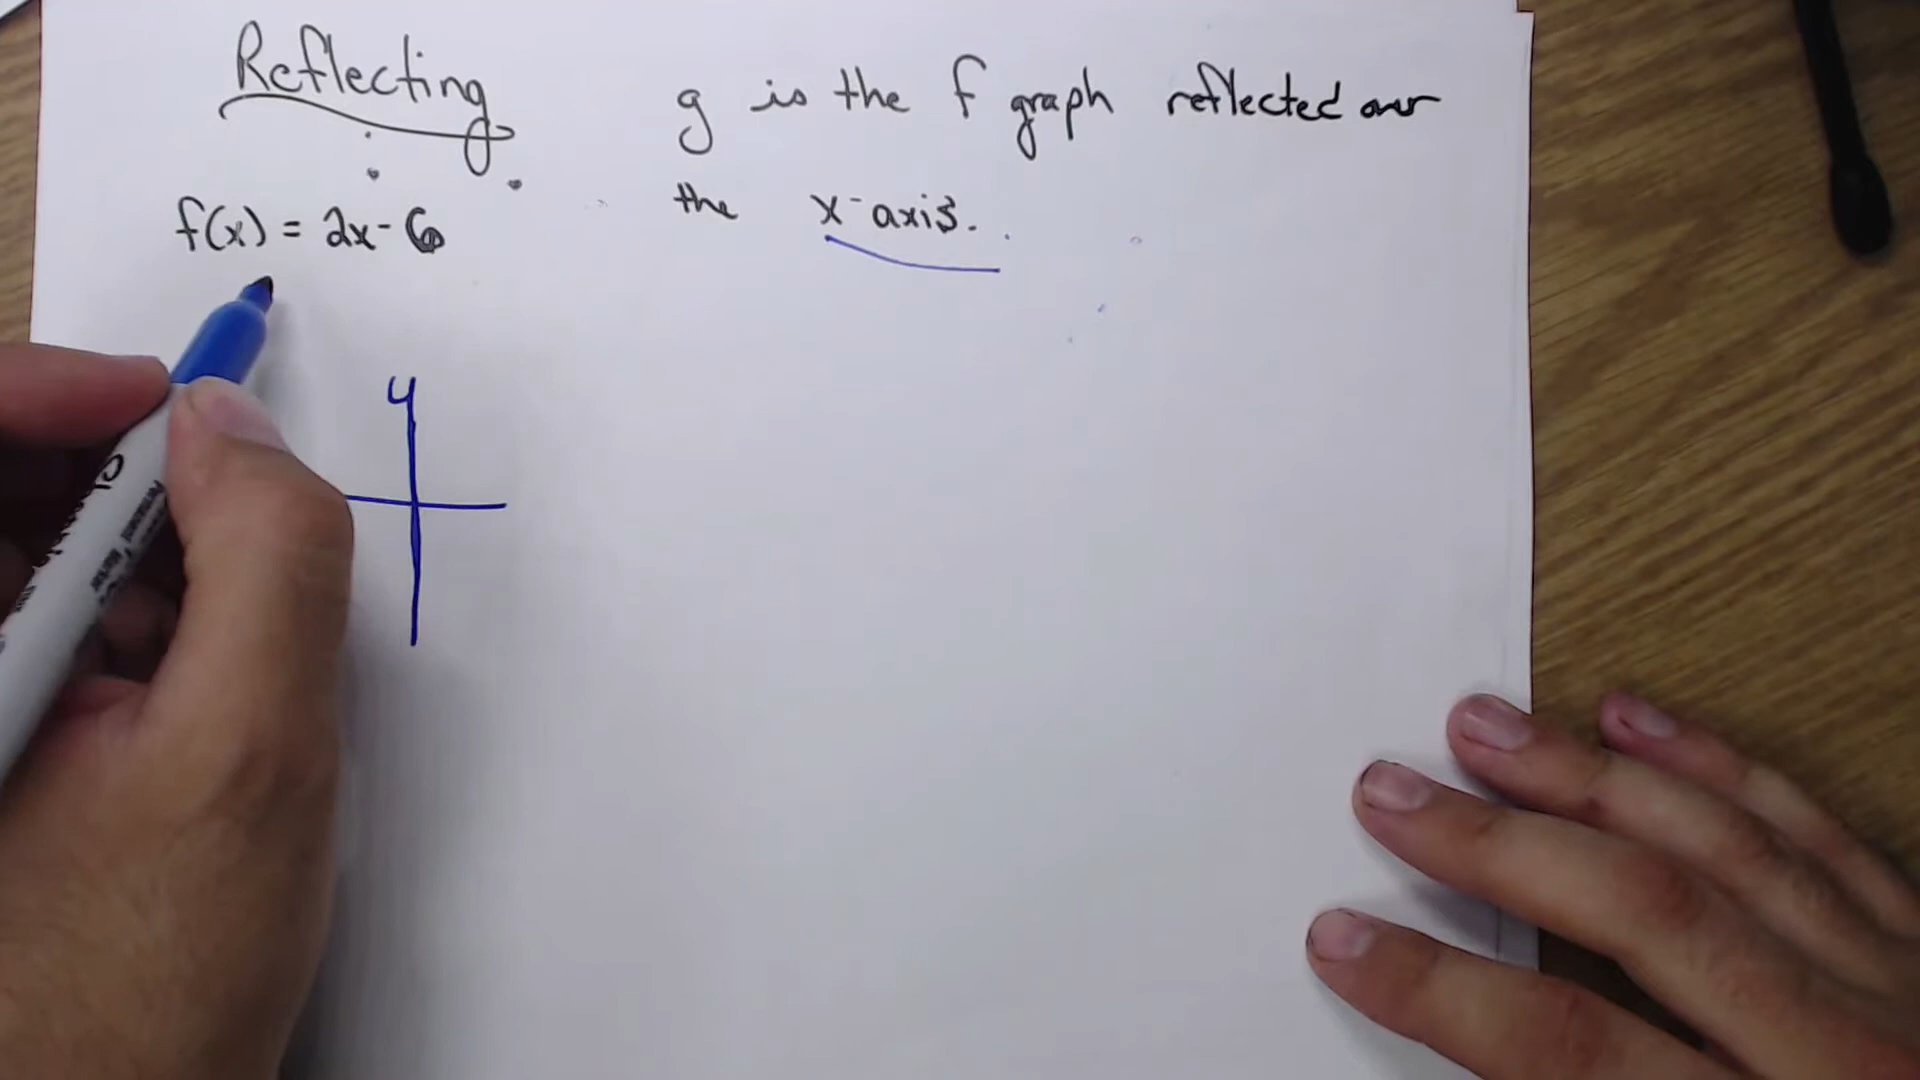 Reflecting
g is the f graph reflected over
the x-axis.
f(x) = 2x - 6
y